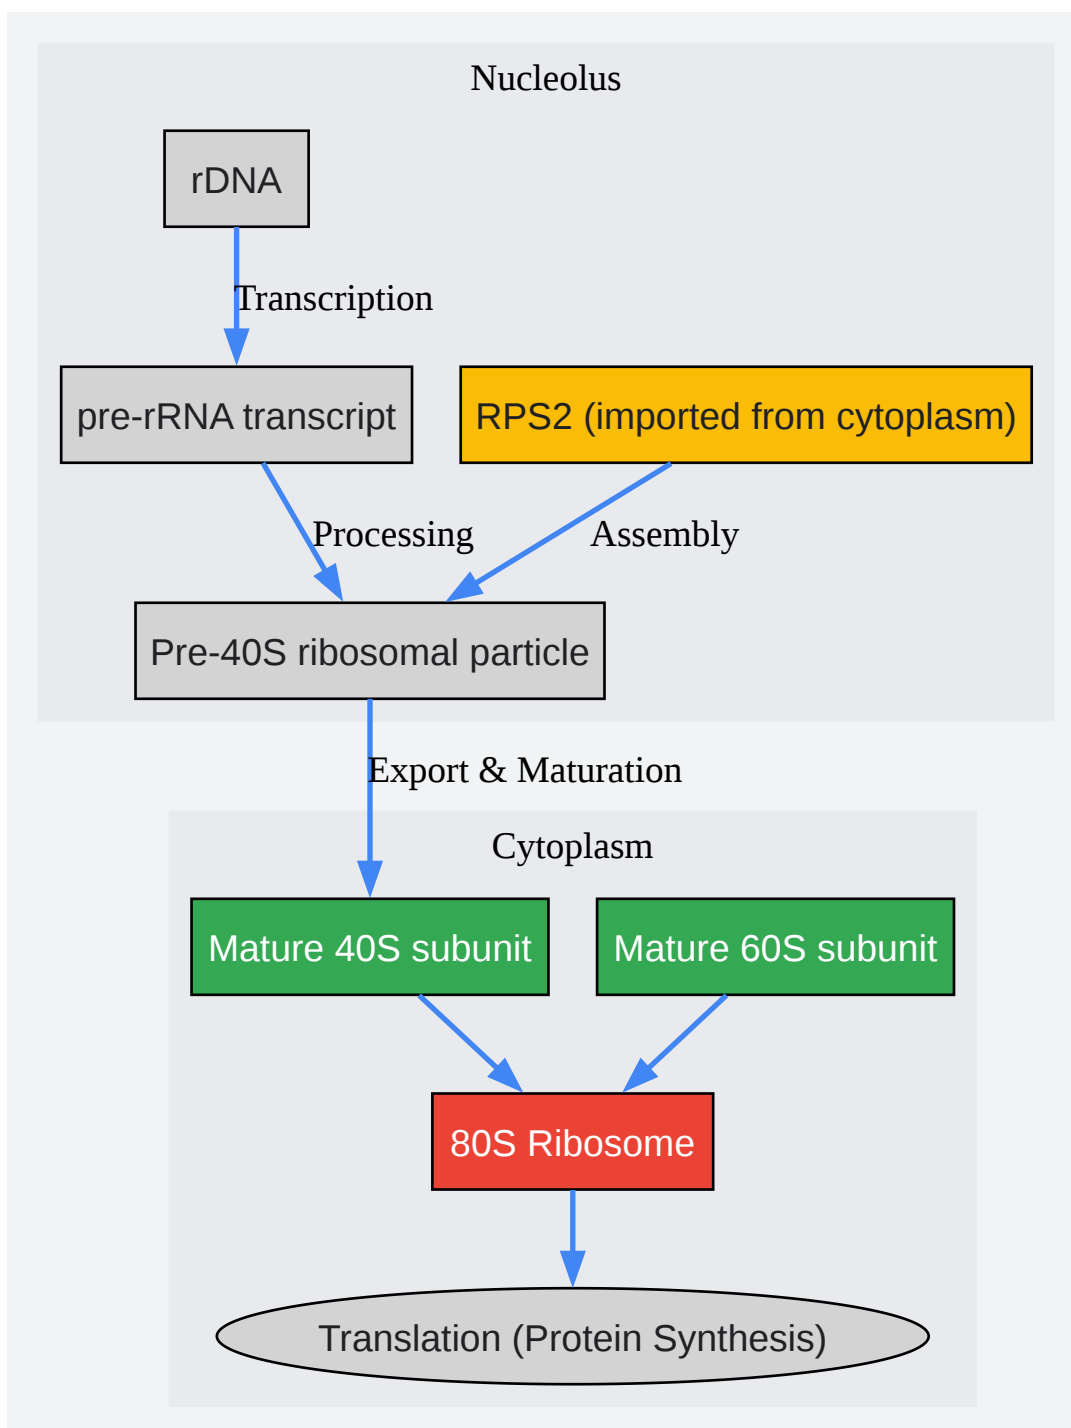 Nucleolus
rDNA
Transcription
pre-rRNA transcript
RPS2 (imported from cytoplasm)
Processing
Assembly
Pre-40S ribosomal particle
Export & Maturation
Cytoplasm
Mature 40S subunit
Mature 60S subunit
80S Ribosome
Translation (Protein Synthesis)